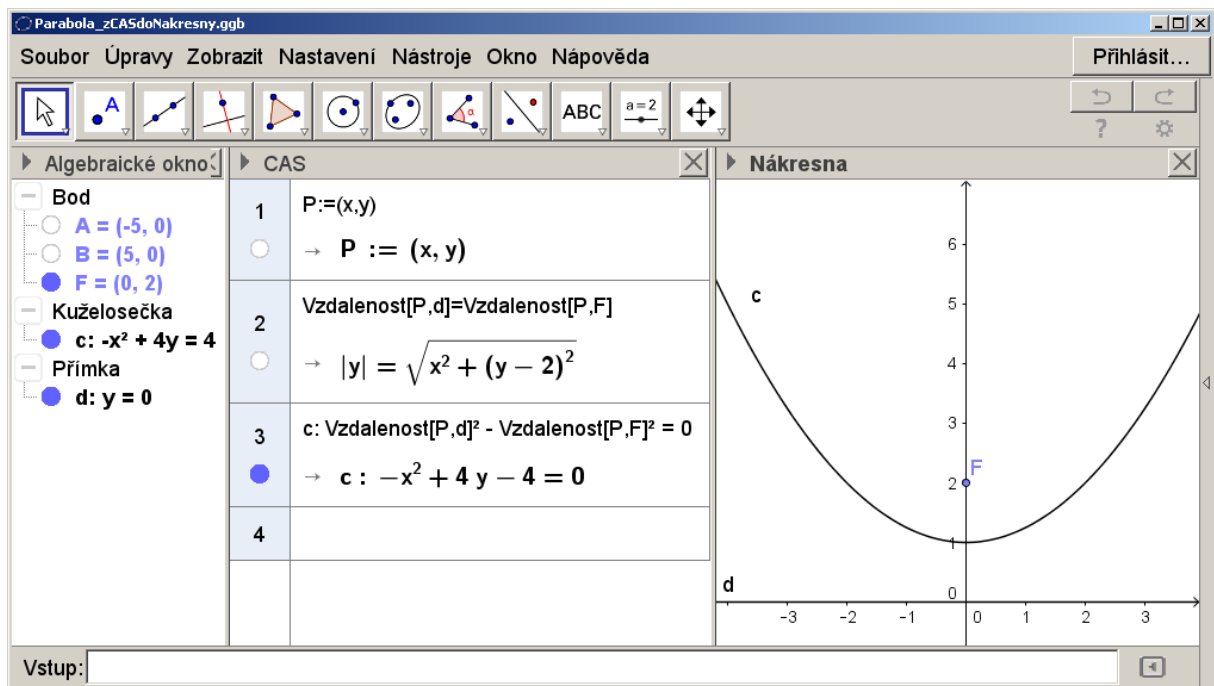 Parabola_zCASdoNakresny.ggb
Soubor Úpravy Zobrazit Nastavení Nástroje Okno Nápověda
Přihlásit...
A
α
ABC
a = 2
?
Algebraické okno
Bod
A = (-5, 0)
B = (5, 0)
F = (0, 2)
Kuželosečka
c: -x² + 4y = 4
Přímka
d: y = 0
CAS
1
P:=(x,y)
→ P := (x, y)
2
Vzdalenost[P,d]=Vzdalenost[P,F]
→ |y| = √x² + (y − 2)²
3
c: Vzdalenost[P,d]² - Vzdalenost[P,F]² = 0
→ c : −x² + 4 y − 4 = 0
4
Nákresna
6
c
5
4
3
F
2
1
d
0
-3 -2 -1 0 1 2 3
Vstup: